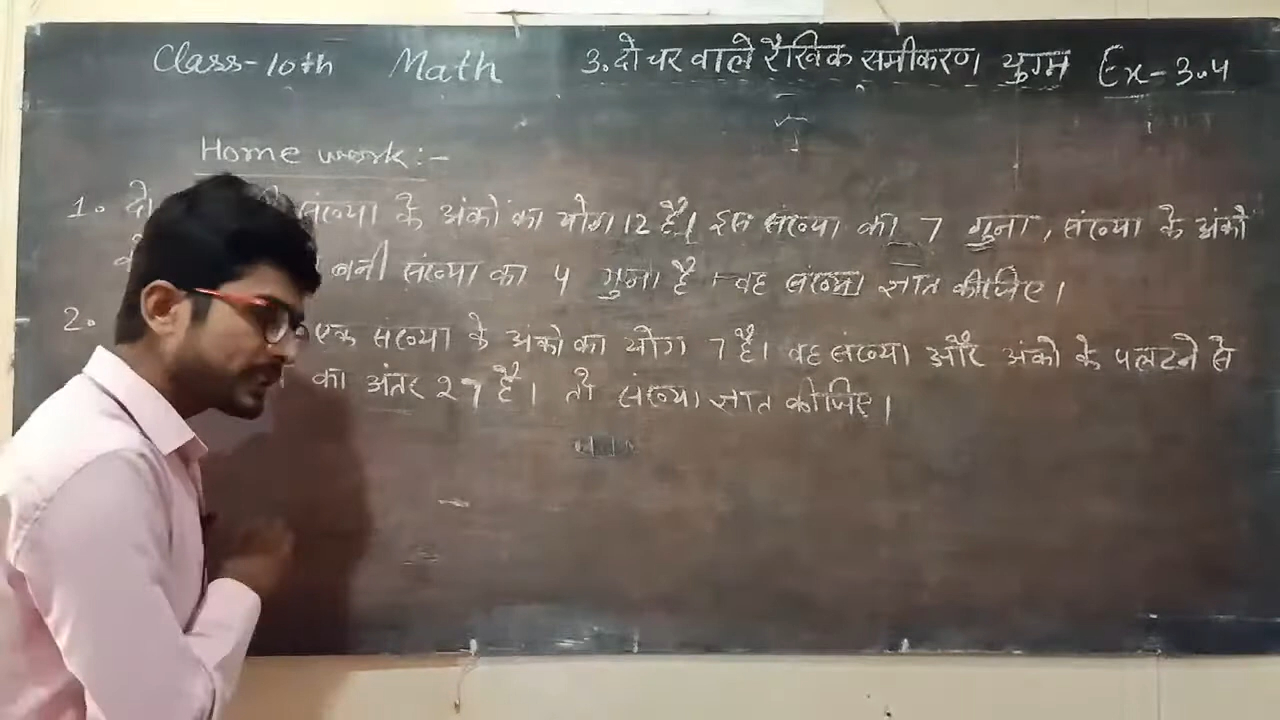 Class-10th Math 3. दो चर वाले रैखिक समीकरण युग्म Ex-3.4
Home work :-
1. दो संख्या के अंको का योग 12 है। इस संख्या का 7 गुना, संख्या के अंको
बनी संख्या का 4 गुना है वह संख्या ज्ञात कीजिए।
2. एक संख्या के अंको का योग 7 है। वह संख्या और अंको के पलटने से
का अंतर 27 है। तो संख्या ज्ञात कीजिए।